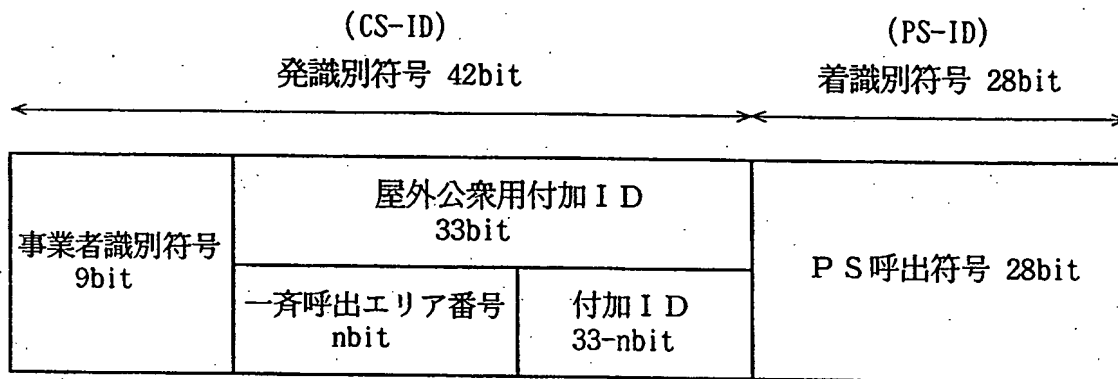 (CS-ID)
発識別符号 42bit
(PS-ID)
着識別符号 28bit
事業者識別符号
9bit
屋外公衆用付加ＩＤ
33bit
一斉呼出エリア番号
nbit
付加ＩＤ
33-nbit
ＰＳ呼出符号 28bit